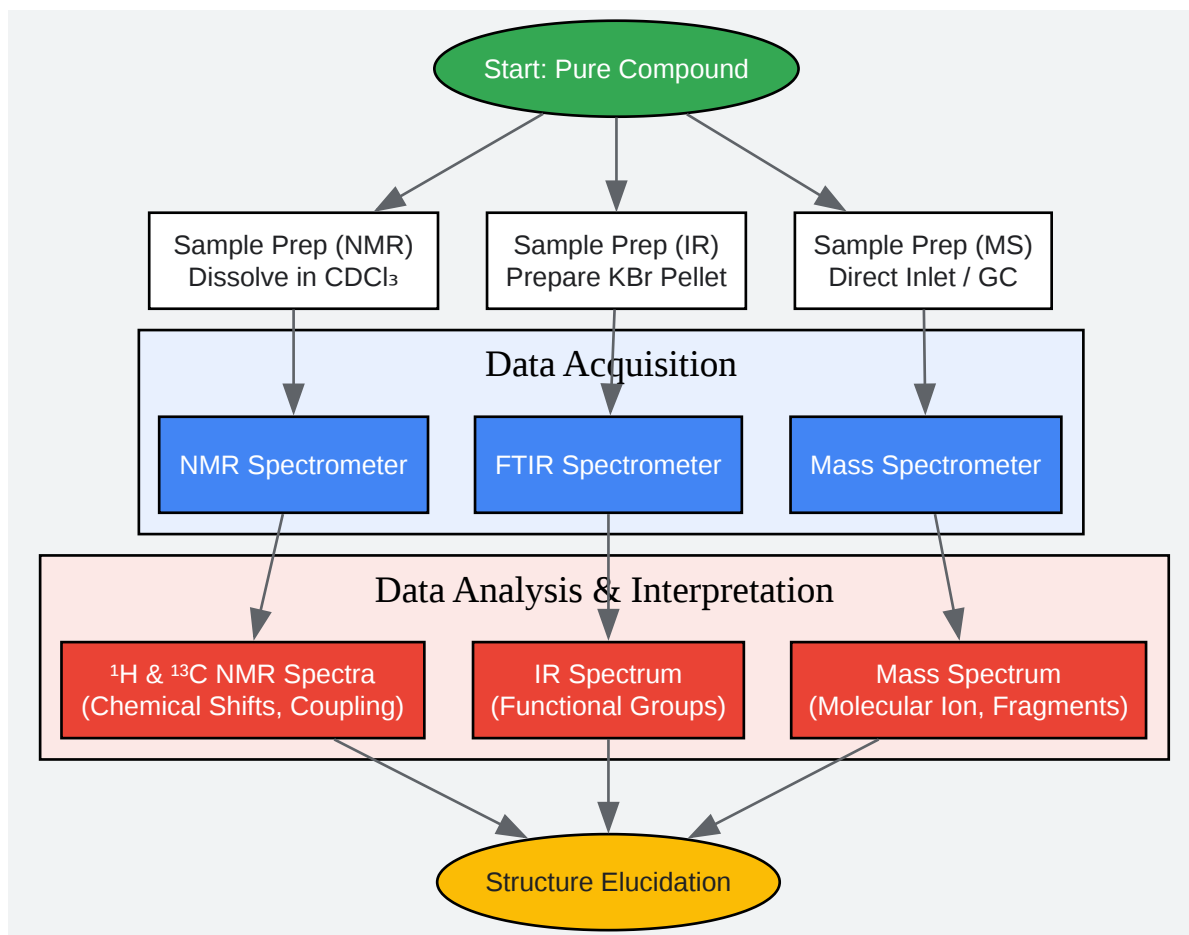 Start: Pure Compound
Sample Prep (NMR)
Dissolve in CDCl₃
Sample Prep (IR)
Prepare KBr Pellet
Sample Prep (MS)
Direct Inlet / GC
Data Acquisition
NMR Spectrometer
FTIR Spectrometer
Mass Spectrometer
Data Analysis & Interpretation
¹H & ¹³C NMR Spectra
(Chemical Shifts, Coupling)
IR Spectrum
(Functional Groups)
Mass Spectrum
(Molecular Ion, Fragments)
Structure Elucidation